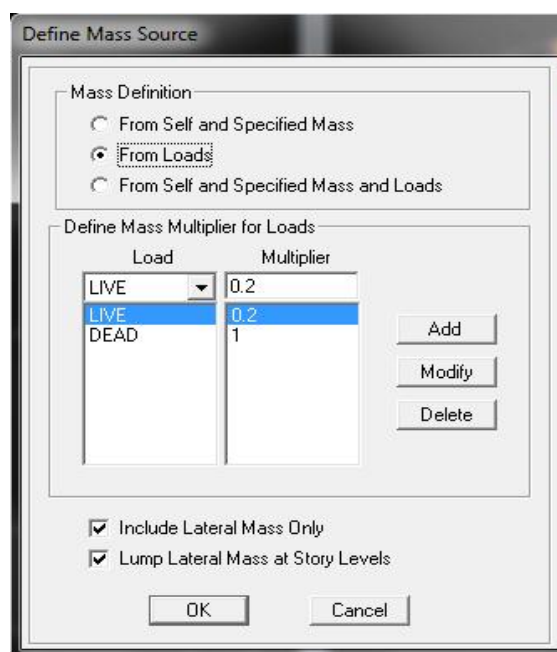 Define Mass Source
Mass Definition
From Self and Specified Mass
From Loads
From Self and Specified Mass and Loads
Define Mass Multiplier for Loads
Load Multiplier
LIVE 0.2
LIVE 0.2
DEAD 1
Add
Modify
Delete
Include Lateral Mass Only
Lump Lateral Mass at Story Levels
OK Cancel